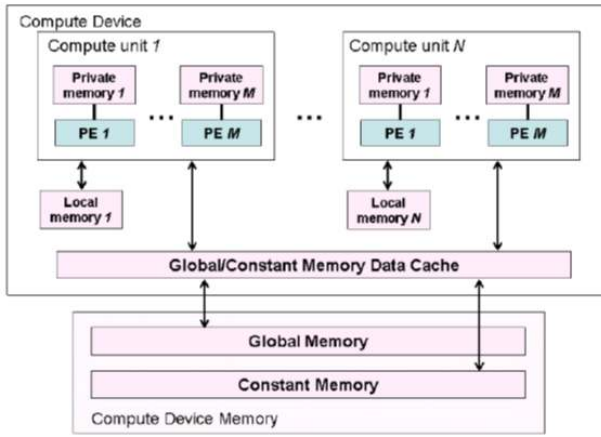 Compute Device
Compute unit 1
Private
memory 1
Private
memory M
...
PE 1
PE M
Local
memory 1
...
Compute unit N
Private
memory 1
Private
memory M
...
PE 1
PE M
Local
memory N
Global/Constant Memory Data Cache
Global Memory
Constant Memory
Compute Device Memory